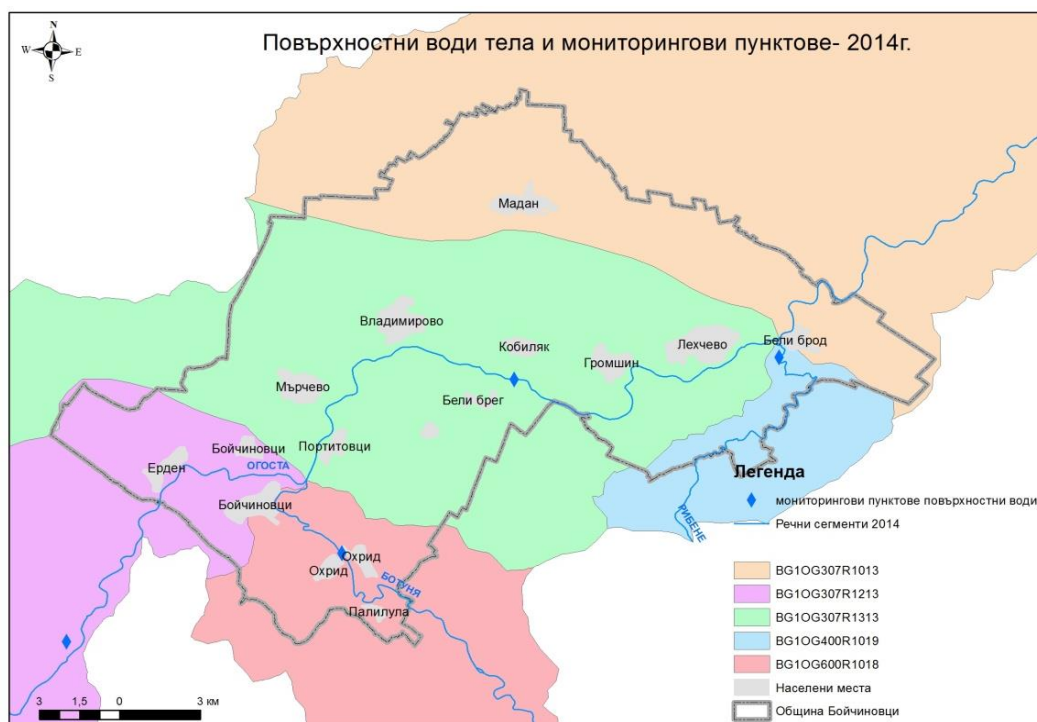 Повърхностни води тела и мониторингови пунктове- 2014г.
N
W
E
S
Мадан
Владимирово
Кобиляк
Лехчево
Бели брод
Громшин
Мърчево
Бели брег
Портитовци
Бойчиновци
Ерден
ОГОСТА
Бойчиновци
Охрид
Охрид
БОТУНЯ
Палилула
РИБЕНЕ
Легенда
мониторингови пунктове повърхностни води
Речни сегменти 2014
BG1OG307R1013
BG1OG307R1213
BG1OG307R1313
BG1OG400R1019
BG1OG600R1018
Населени места
Община Бойчиновци
3 1,5 0 3 км